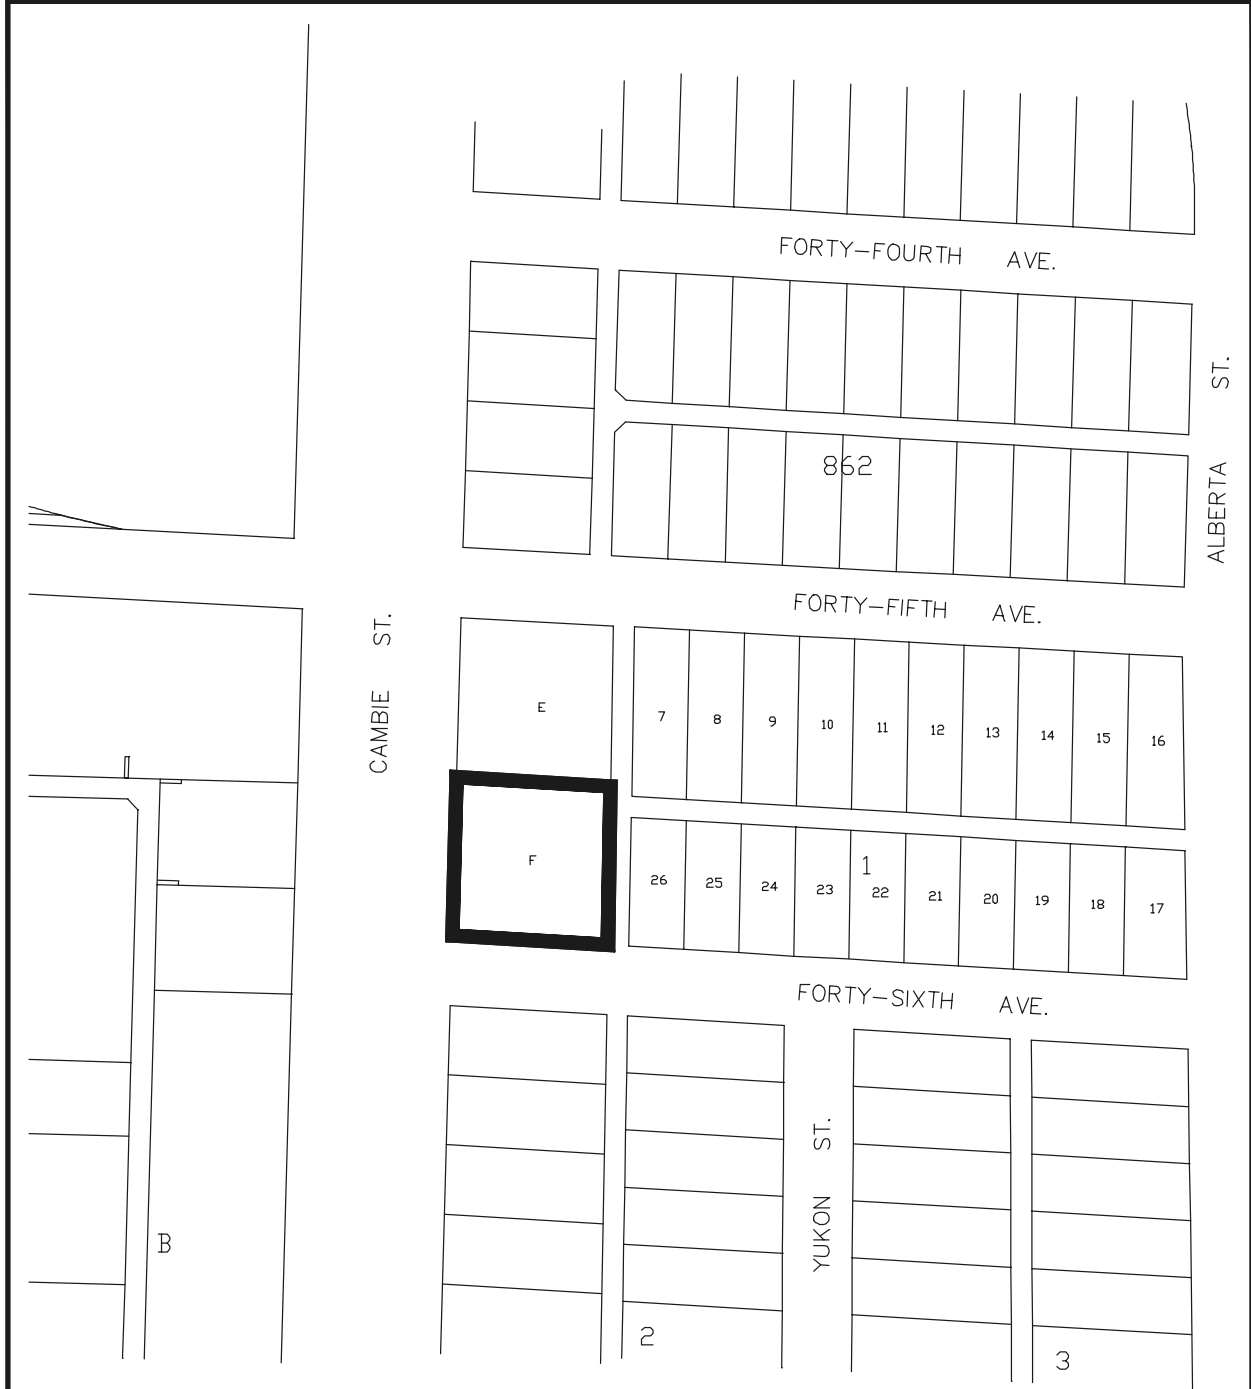 FORTY-FOURTH AVE.
ALBERTA ST.
862
FORTY-FIFTH AVE.
CAMBIE ST.
E
7 8 9 10 11 12 13 14 15 16
F
1
26 25 24 23 22 21 20 19 18 17
FORTY-SIXTH AVE.
YUKON ST.
B
2
3